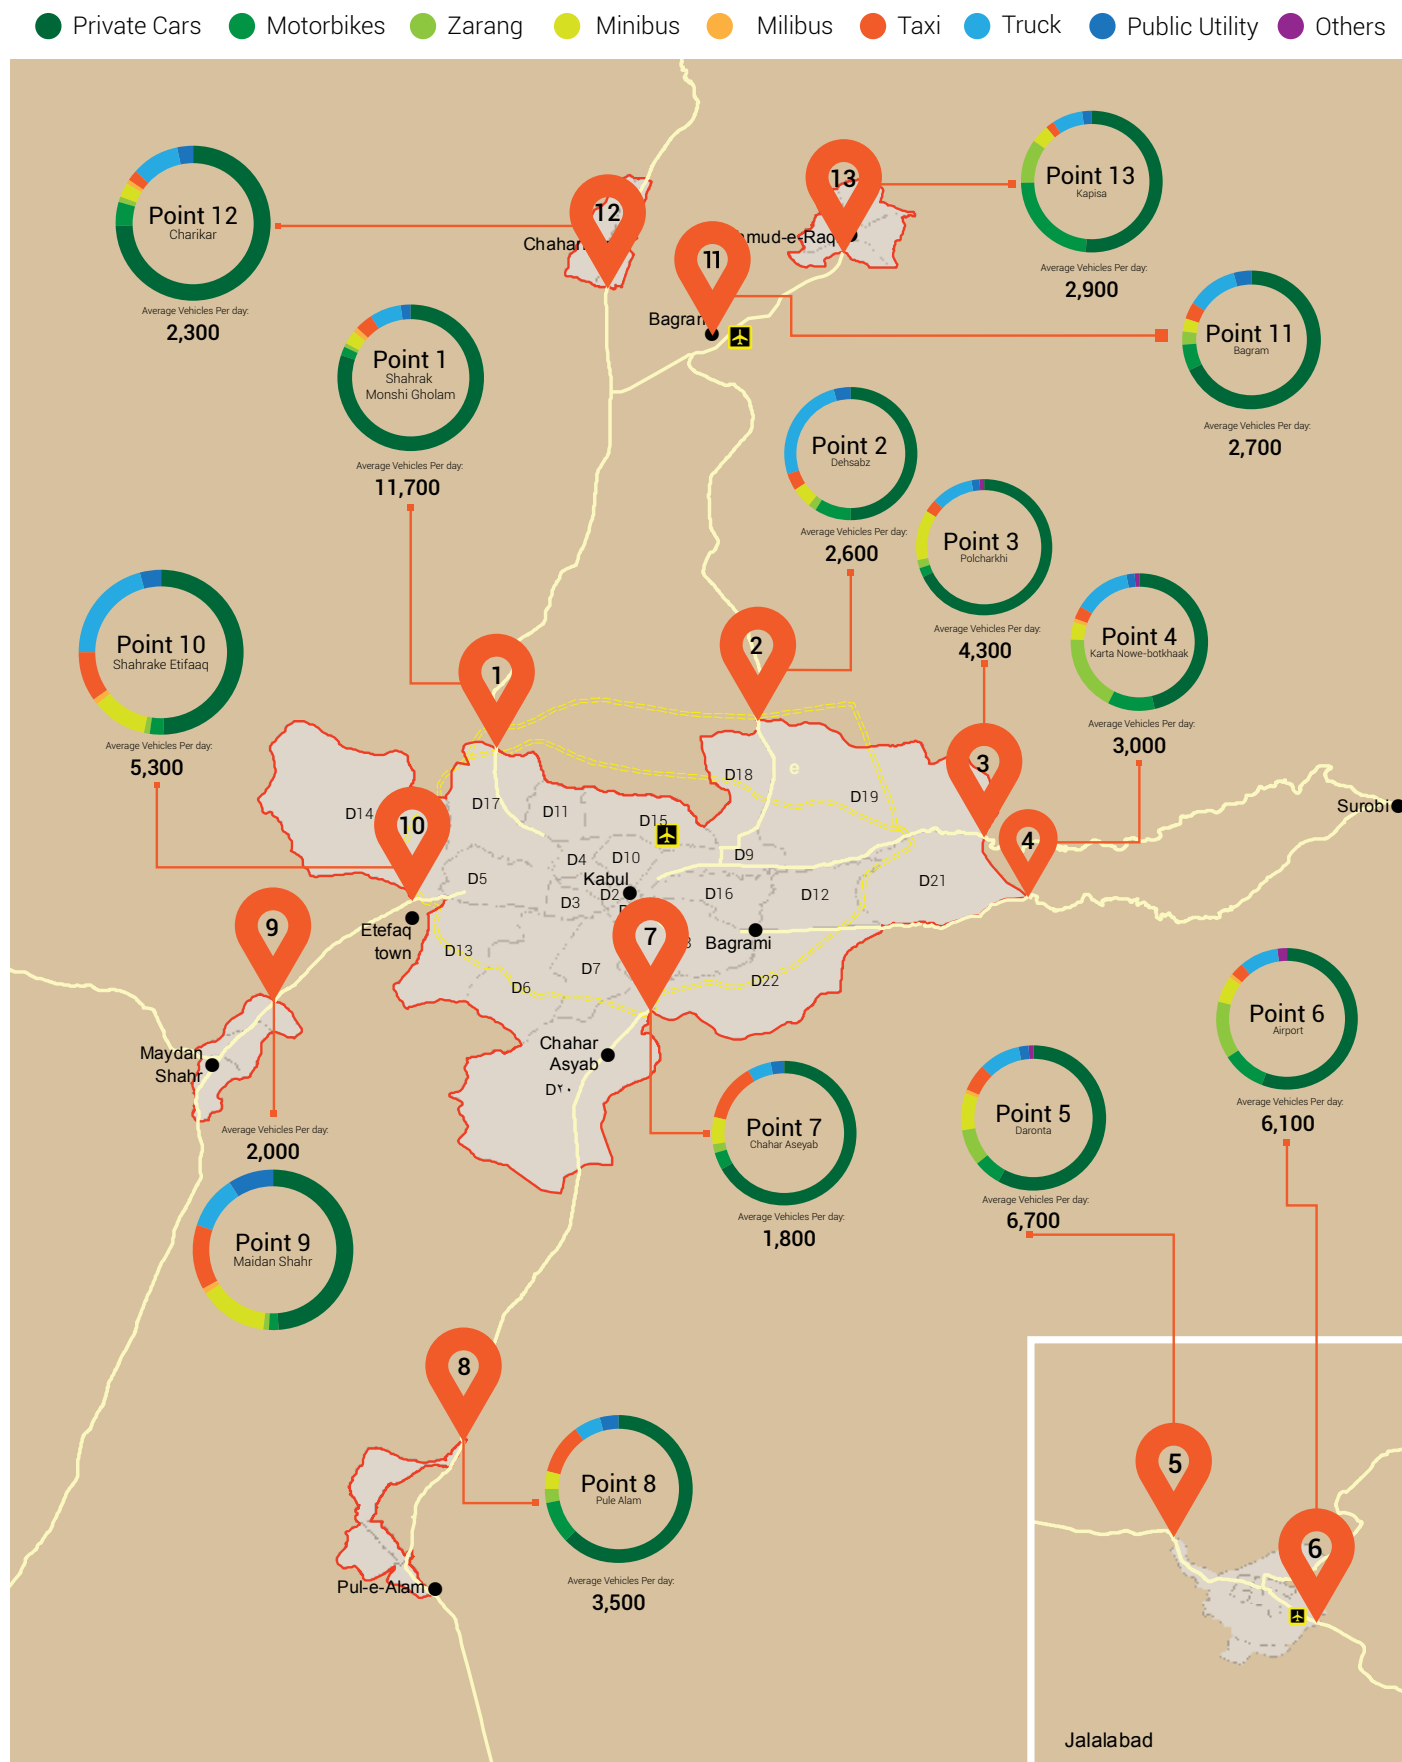 Private Cars
Motorbikes
Zarang
Minibus
Milibus
Taxi
Truck
Public Utility
Others
Point 12
Charikar
Average Vehicles Per day:
2,300
12
13
Point 13
Kapisa
Average Vehicles Per day:
2,900
11
Point 1
Shahrak
Monshi Gholam
Average Vehicles Per day:
11,700
Point 11
Bagram
Average Vehicles Per day:
2,700
Point 2
Dehsabz
Average Vehicles Per day:
2,600
Point 3
Polcharkhi
Average Vehicles Per day:
4,300
Point 4
Karta Nowe-botkhaak
Average Vehicles Per day:
3,000
Point 10
Shahrake Etifaaq
Average Vehicles Per day:
5,300
1
2
3
4
10
9
7
D14
D17
D11
D15
D18
e
D19
D4
D10
D9
D5
Kabul
D2
D3
D16
D12
D21
Surobi
Etefaq
town
D13
Bagrami
D7
D6
D22
Chahar
Asyab
D۲۰
Maydan
Shahr
Average Vehicles Per day:
2,000
Point 9
Maidan Shahr
Point 7
Chahar Aseyab
Average Vehicles Per day:
1,800
Point 5
Daronta
Average Vehicles Per day:
6,700
Point 6
Airport
Average Vehicles Per day:
6,100
8
Point 8
Pule Alam
Average Vehicles Per day:
3,500
Pul-e-Alam
5
6
Jalalabad